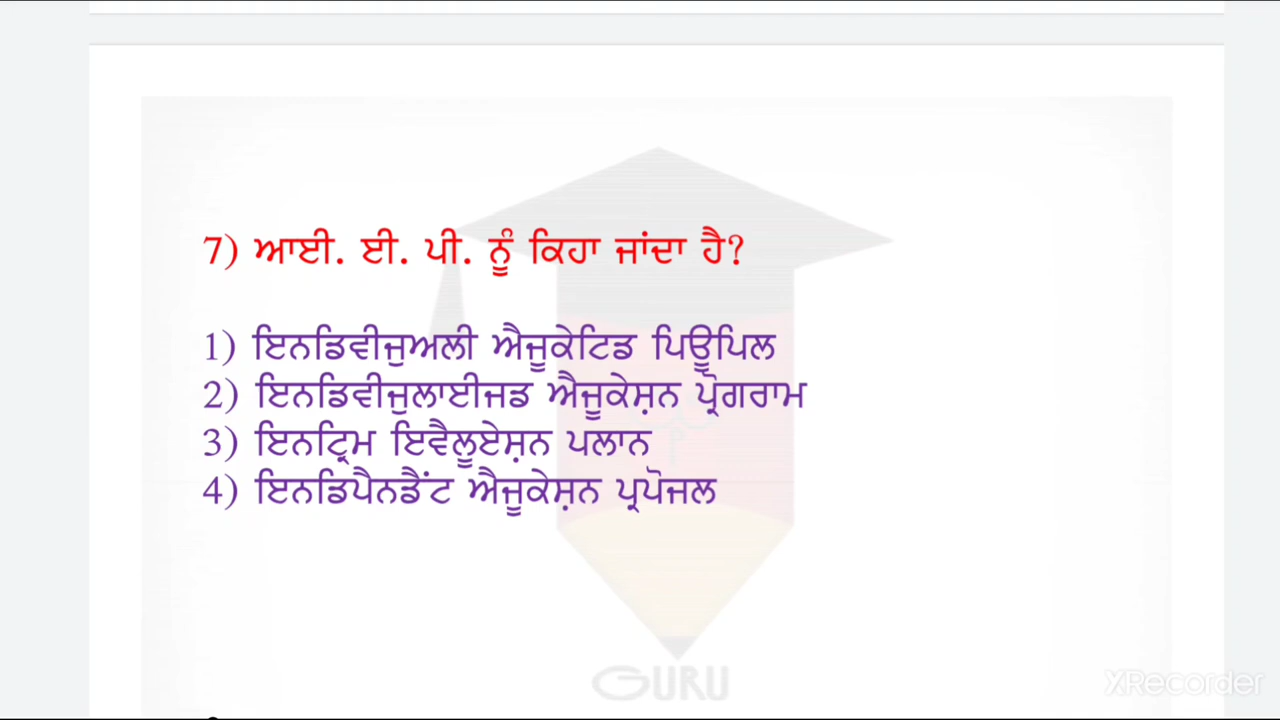 7) ਆਈ. ਈ. ਪੀ. ਨੂੰ ਕਿਹਾ ਜਾਂਦਾ ਹੈ?
1) ਇਨਡਿਵੀਜੁਅਲੀ ਐਜੂਕੇਟਿਡ ਪਿਊਪਿਲ
2) ਇਨਡਿਵੀਜੁਲਾਈਜਡ ਐਜੂਕੇਸ਼ਨ ਪ੍ਰੋਗਰਾਮ
3) ਇਨਟ੍ਰਿਮ ਇਵੈਲੂਏਸ਼ਨ ਪਲਾਨ
4) ਇਨਡਿਪੈਨਡੈਂਟ ਐਜੂਕੇਸ਼ਨ ਪ੍ਰਪੋਜਲ
GURU
XRecorder